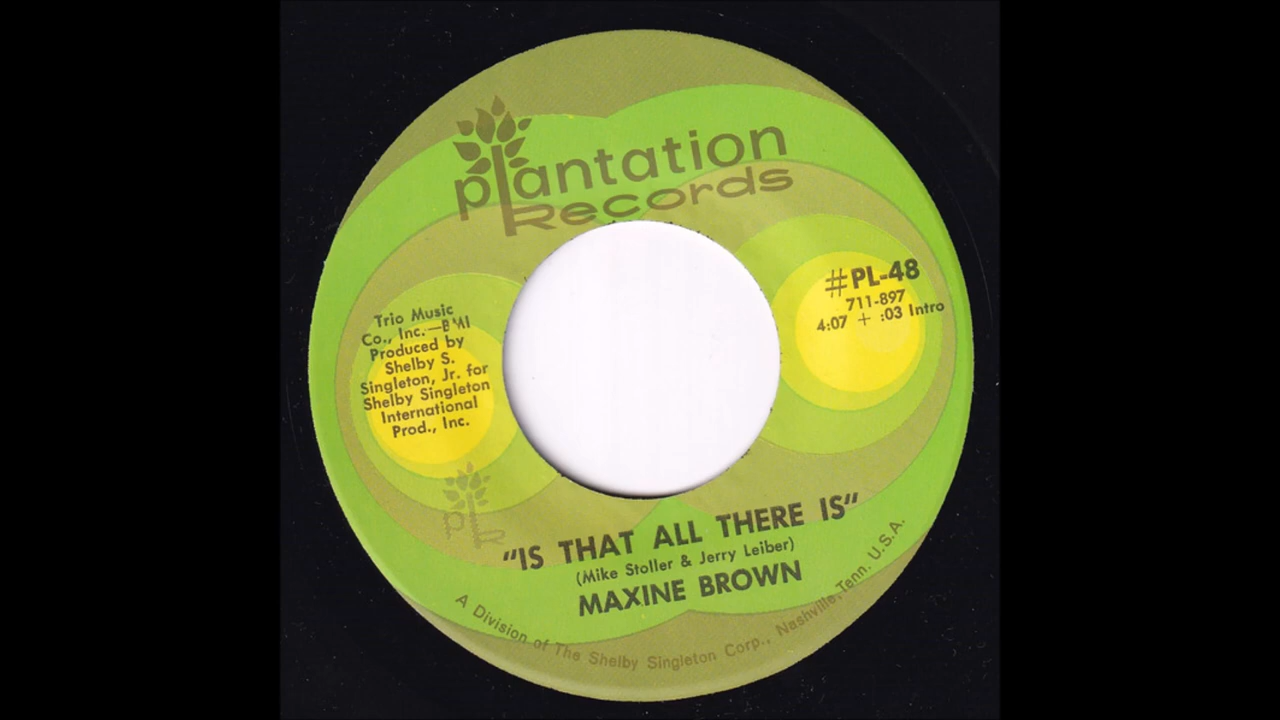 plantation
Records
#PL-48
711-897
4:07 + :03 Intro
Trio Music
Co., Inc.—BMI
Produced by
Shelby S.
Singleton, Jr. for
Shelby Singleton
International
Prod., Inc.
plr
"IS THAT ALL THERE IS"
(Mike Stoller & Jerry Leiber)
MAXINE BROWN
A Division of The Shelby Singleton Corp., Nashville, Tenn. U.S.A.